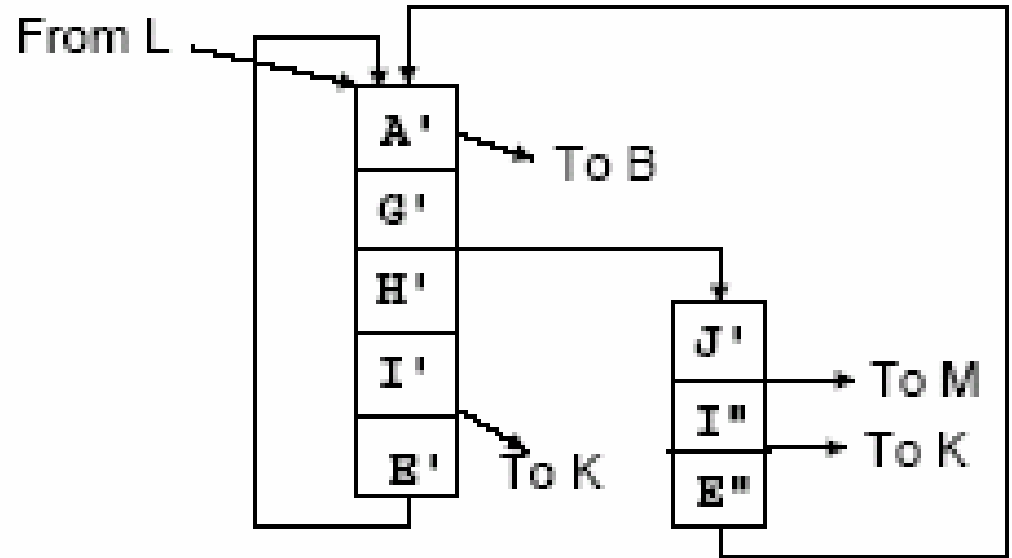 From L
A'
To B
G'
H'
J'
I'
To M
I"
To K
E'
To K
E"